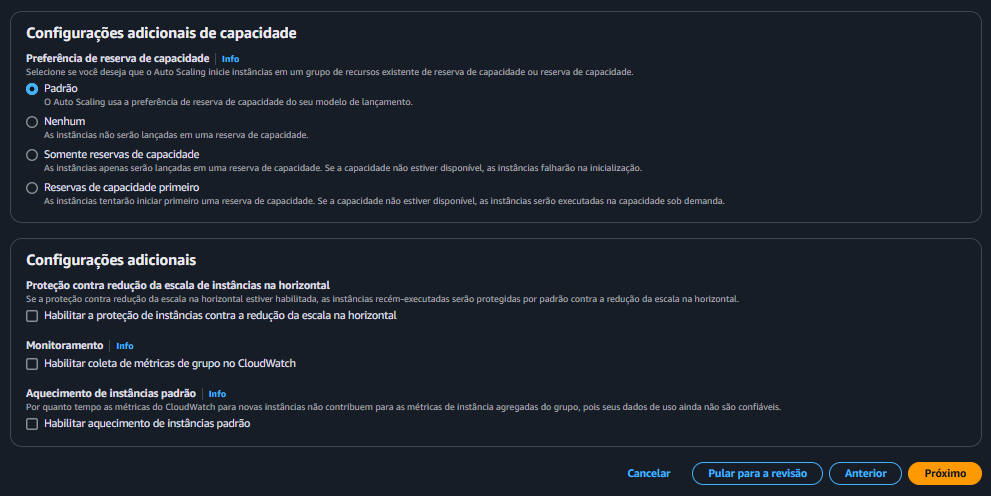 Configurações adicionais de capacidade
Preferência de reserva de capacidade | Info
Selecione se você deseja que o Auto Scaling inicie instâncias em um grupo de recursos existente de reserva de capacidade ou reserva de capacidade.
Padrão
O Auto Scaling usa a preferência de reserva de capacidade do seu modelo de lançamento.
Nenhum
As instâncias não serão lançadas em uma reserva de capacidade.
Somente reservas de capacidade
As instâncias apenas serão lançadas em uma reserva de capacidade. Se a capacidade não estiver disponível, as instâncias falharão na inicialização.
Reservas de capacidade primeiro
As instâncias tentarão iniciar primeiro uma reserva de capacidade. Se a capacidade não estiver disponível, as instâncias serão executadas na capacidade sob demanda.
Configurações adicionais
Proteção contra redução da escala de instâncias na horizontal
Se a proteção contra redução da escala na horizontal estiver habilitada, as instâncias recém-executadas serão protegidas por padrão contra a redução da escala na horizontal.
Habilitar a proteção de instâncias contra a redução da escala na horizontal
Monitoramento | Info
Habilitar coleta de métricas de grupo no CloudWatch
Aquecimento de instâncias padrão | Info
Por quanto tempo as métricas do CloudWatch para novas instâncias não contribuem para as métricas de instância agregadas do grupo, pois seus dados de uso ainda não são confiáveis.
Habilitar aquecimento de instâncias padrão
Cancelar Pular para a revisão Anterior Próximo